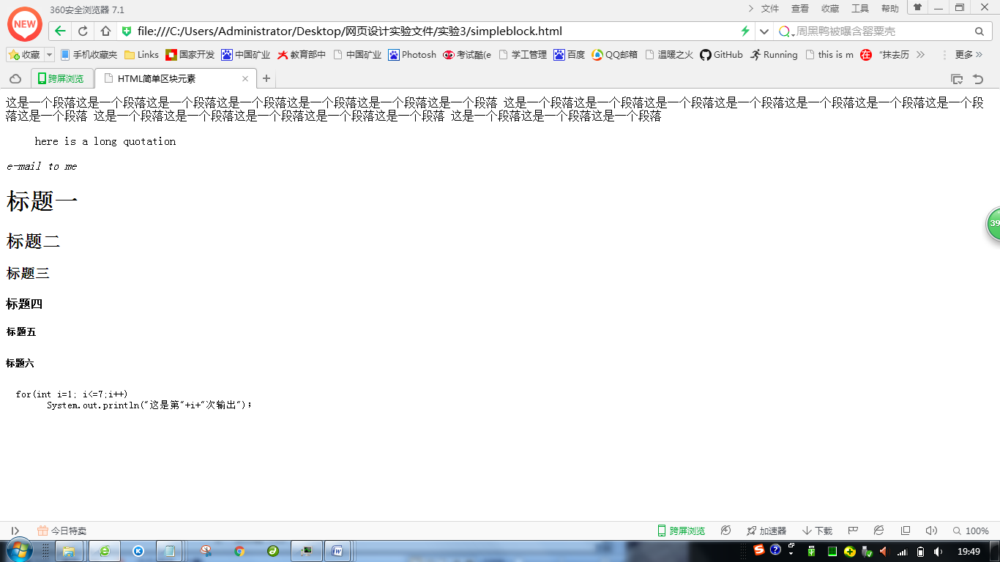 360安全浏览器 7.1
文件 查看 收藏 工具 帮助
NEW
file:///C:/Users/Administrator/Desktop/网页设计实验文件/实验3/simpleblock.html
周黑鸭被曝含罂粟壳
收藏 手机收藏夹 Links 国家开发 中国矿业 教育部中 中国矿业 Photosh 考试酷(e 学工管理 百度 QQ邮箱 温暖之火 GitHub Running this is m 在 "抹去历 更多
跨屏浏览 HTML简单区块元素
这是一个段落这是一个段落这是一个段落这是一个段落这是一个段落这是一个段落这是一个段落 这是一个段落这是一个段落这是一个段落这是一个段落这是一个段落这是一个段落这是一个段
落这是一个段落 这是一个段落这是一个段落这是一个段落这是一个段落这是一个段落 这是一个段落这是一个段落这是一个段落
here is a long quotation
e-mail to me
标题一
标题二
39
标题三
标题四
标题五
标题六
for(int i=1; i<=7;i++)
System.out.println("这是第"+i+"次输出");
今日特卖
跨屏浏览 加速器 下载 100%
19:49